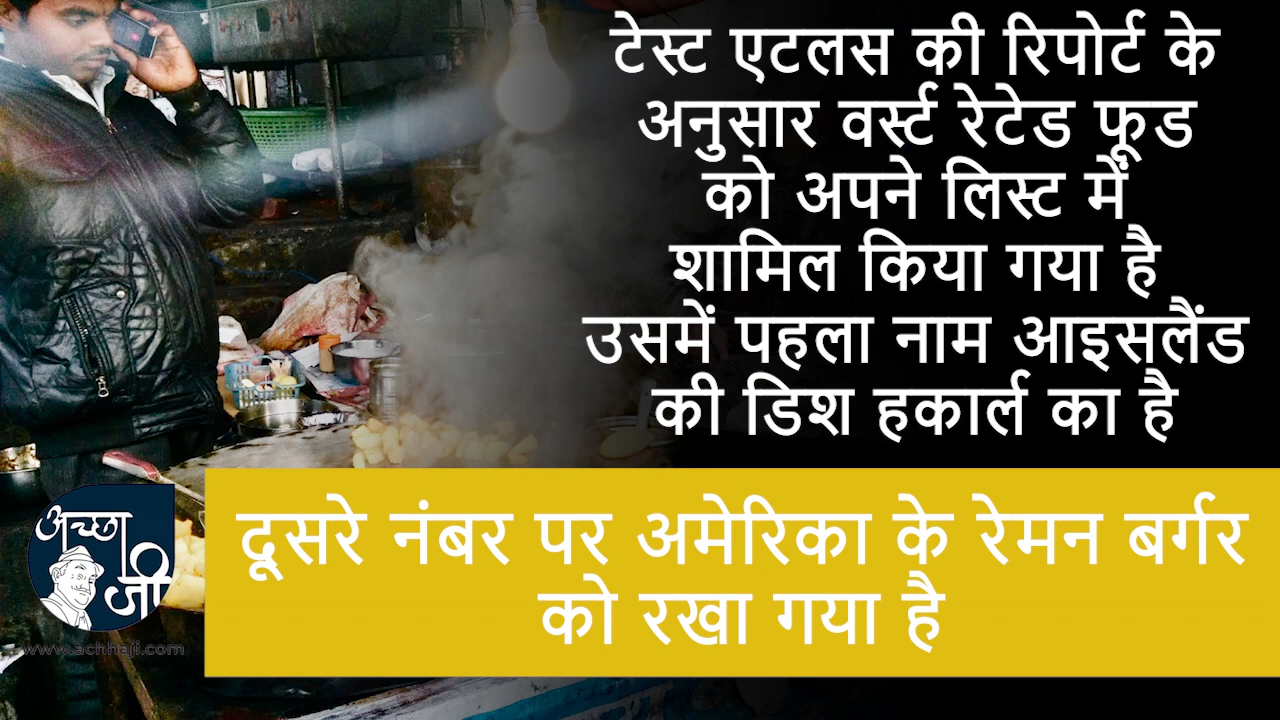 टेस्ट एटलस की रिपोर्ट के
अनुसार वर्स्ट रेटेड फूड
को अपने लिस्ट में
शामिल किया गया है
उसमें पहला नाम आइसलैंड
की डिश हकार्ल का है
दूसरे नंबर पर अमेरिका के रेमन बर्गर
को रखा गया है
अच्छा
जी
www.achhaji.com